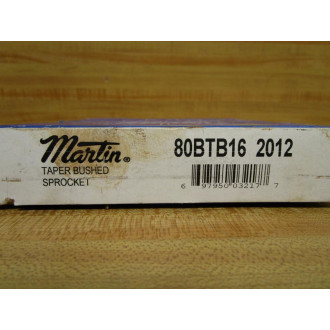 Martin®
80BTB16 2012
TAPER BUSHED
SPROCKET
6 97950 03217 7